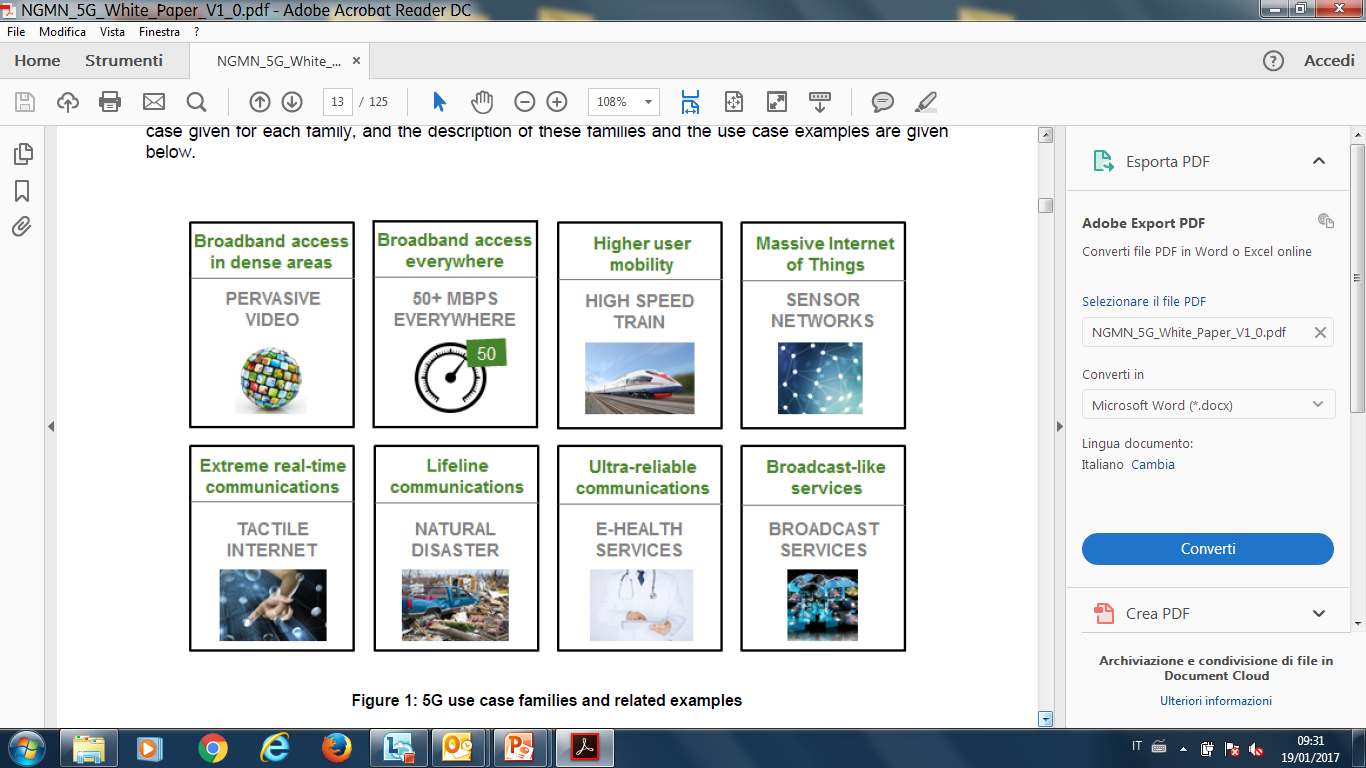 NGMN_5G_White_Paper_V1_0.pdf - Adobe Acrobat Reader DC
File Modifica Vista Finestra ?
Home Strumenti NGMN_5G_White_... × ? Accedi
13 / 125 108%
case given for each family, and the description of these families and the use case examples are given
below.
Broadband access
in dense areas
PERVASIVE
VIDEO
Broadband access
everywhere
50+ MBPS
EVERYWHERE
50
Higher user
mobility
HIGH SPEED
TRAIN
Massive Internet
of Things
SENSOR
NETWORKS
Extreme real-time
communications
TACTILE
INTERNET
Lifeline
communications
NATURAL
DISASTER
Ultra-reliable
communications
E-HEALTH
SERVICES
Broadcast-like
services
BROADCAST
SERVICES
Figure 1: 5G use case families and related examples
Esporta PDF
Adobe Export PDF
Converti file PDF in Word o Excel online
Selezionare il file PDF
NGMN_5G_White_Paper_V1_0.pdf
Converti in
Microsoft Word (*.docx)
Lingua documento:
Italiano Cambia
Converti
Crea PDF
Archiviazione e condivisione di file in
Document Cloud
Ulteriori informazioni
IT
09:31
19/01/2017